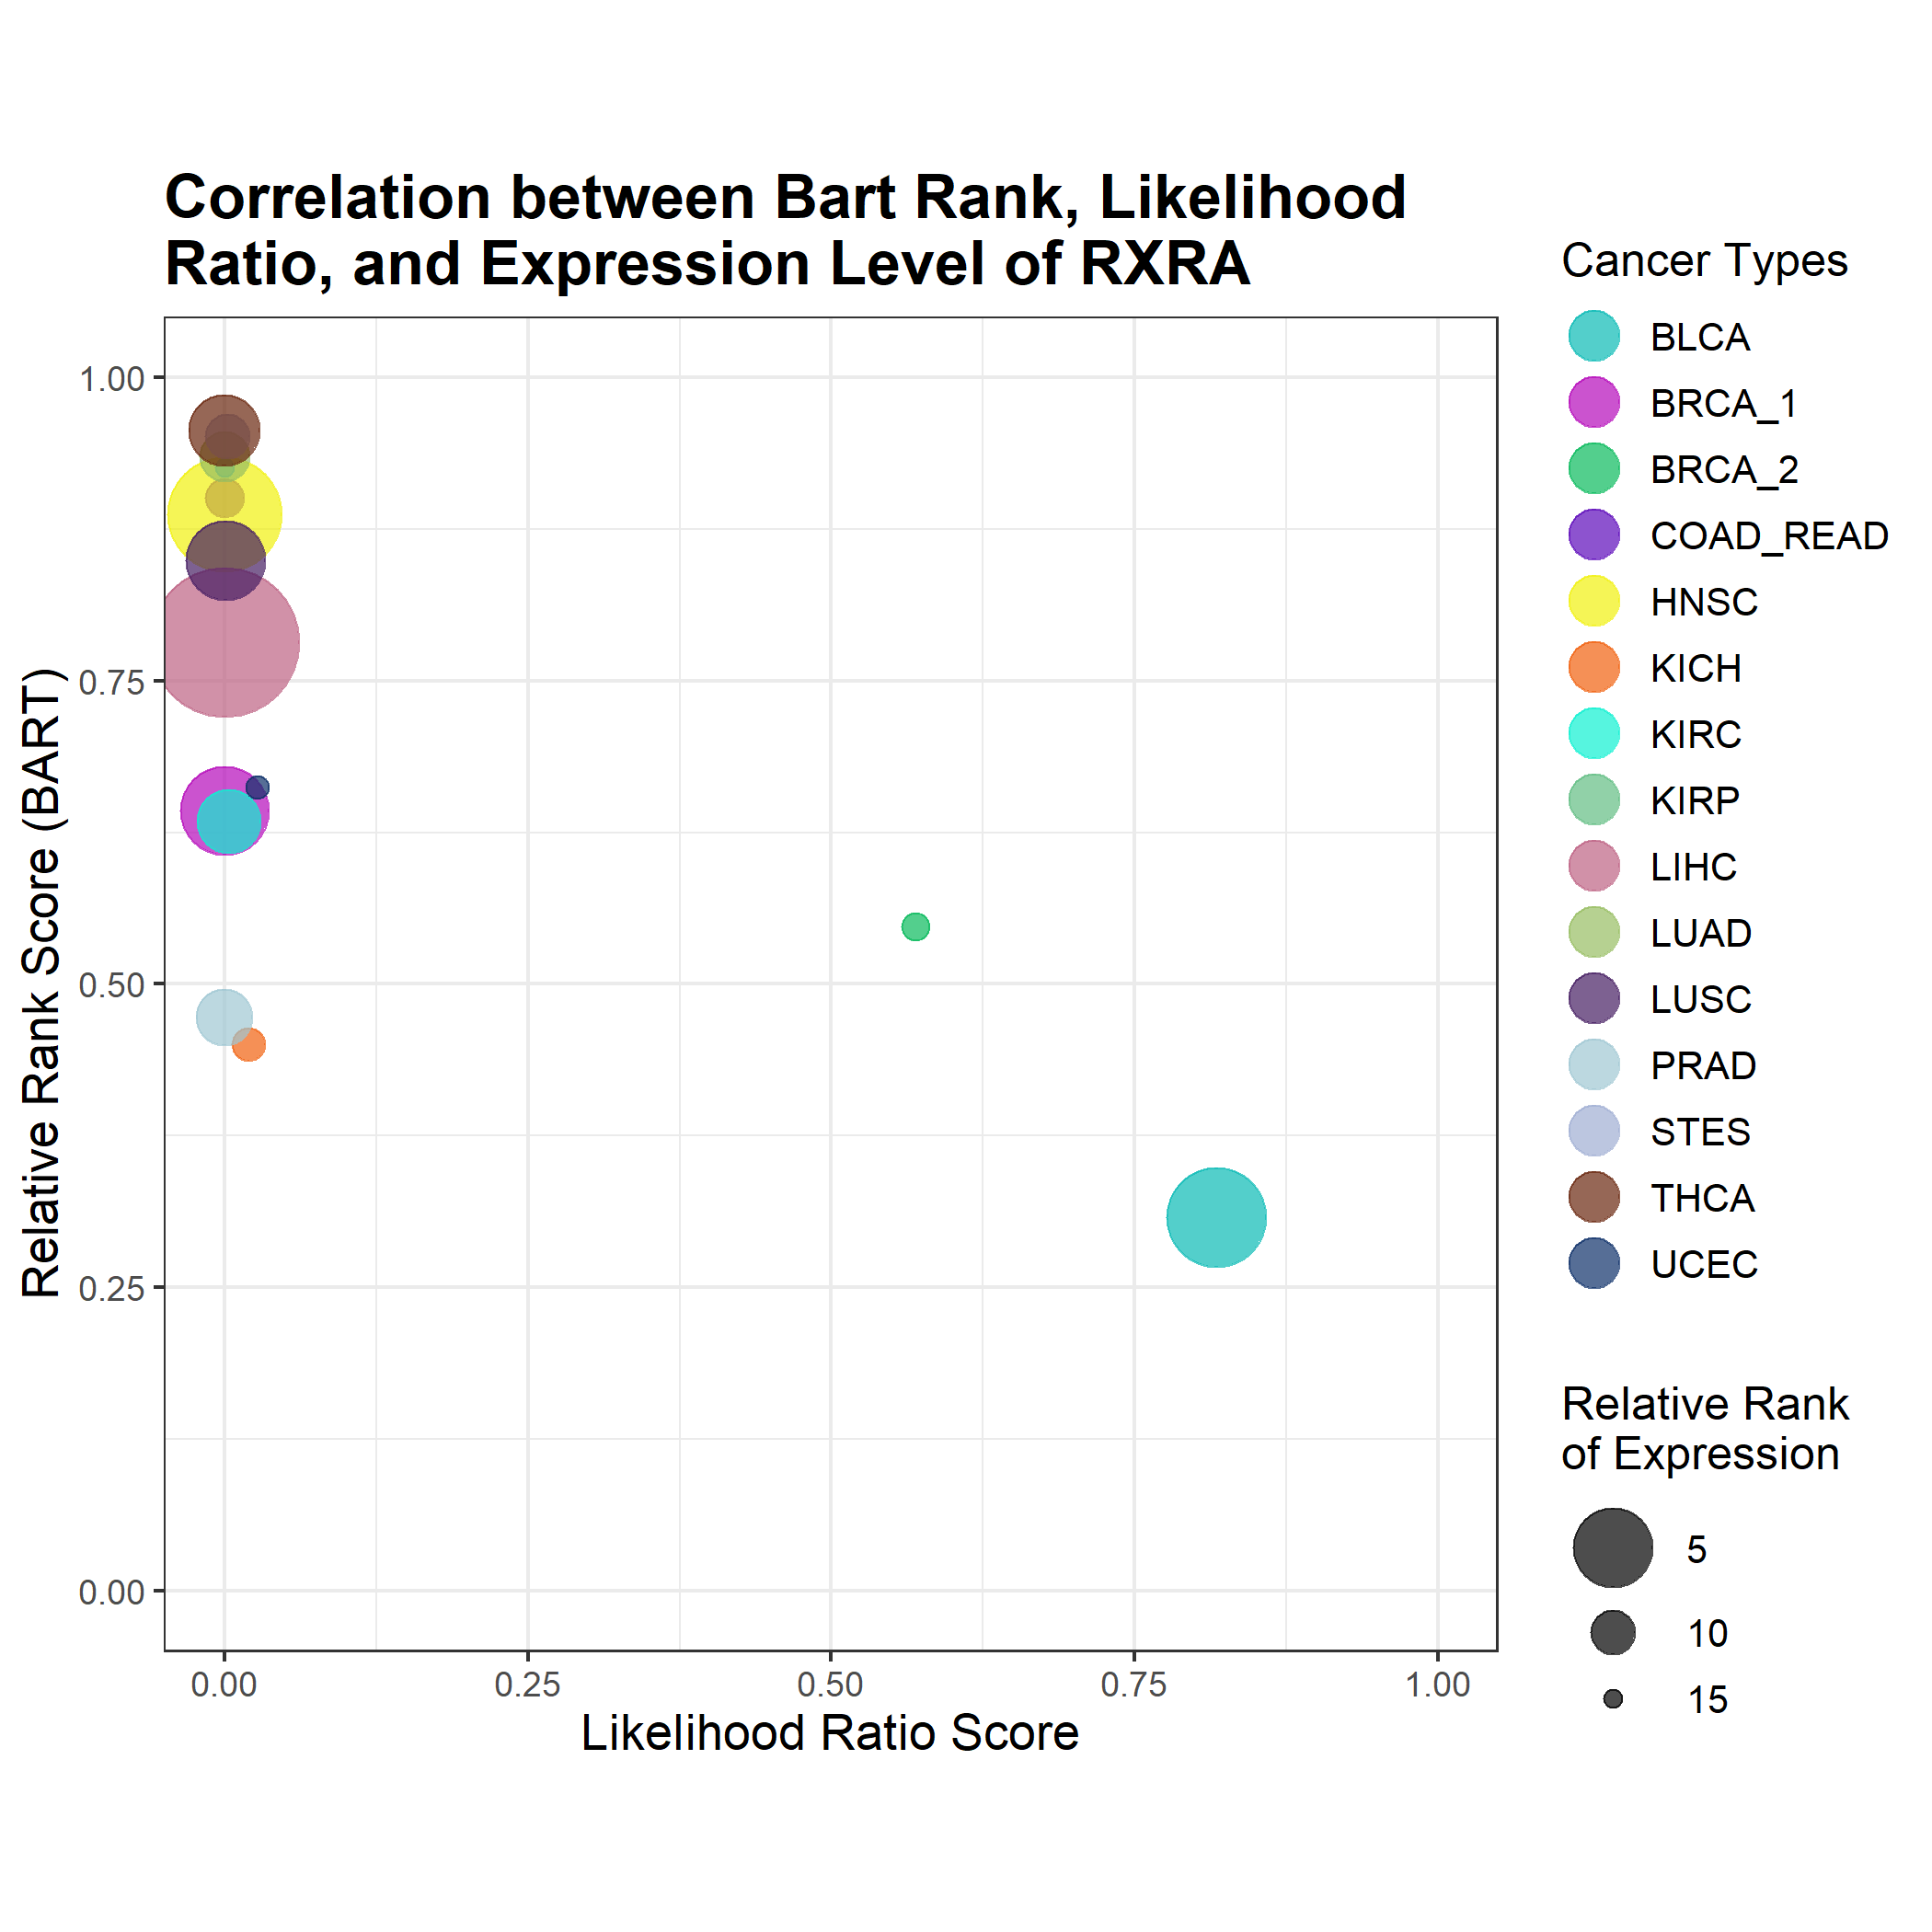 Correlation between Bart Rank, Likelihood
Ratio, and Expression Level of RXRA
Relative Rank Score (BART)
1.00
0.75
0.50
0.25
0.00
0.00
0.25
0.50
0.75
1.00
Likelihood Ratio Score
Cancer Types
BLCA
BRCA_1
BRCA_2
COAD_READ
HNSC
KICH
KIRC
KIRP
LIHC
LUAD
LUSC
PRAD
STES
THCA
UCEC
Relative Rank
of Expression
5
10
15